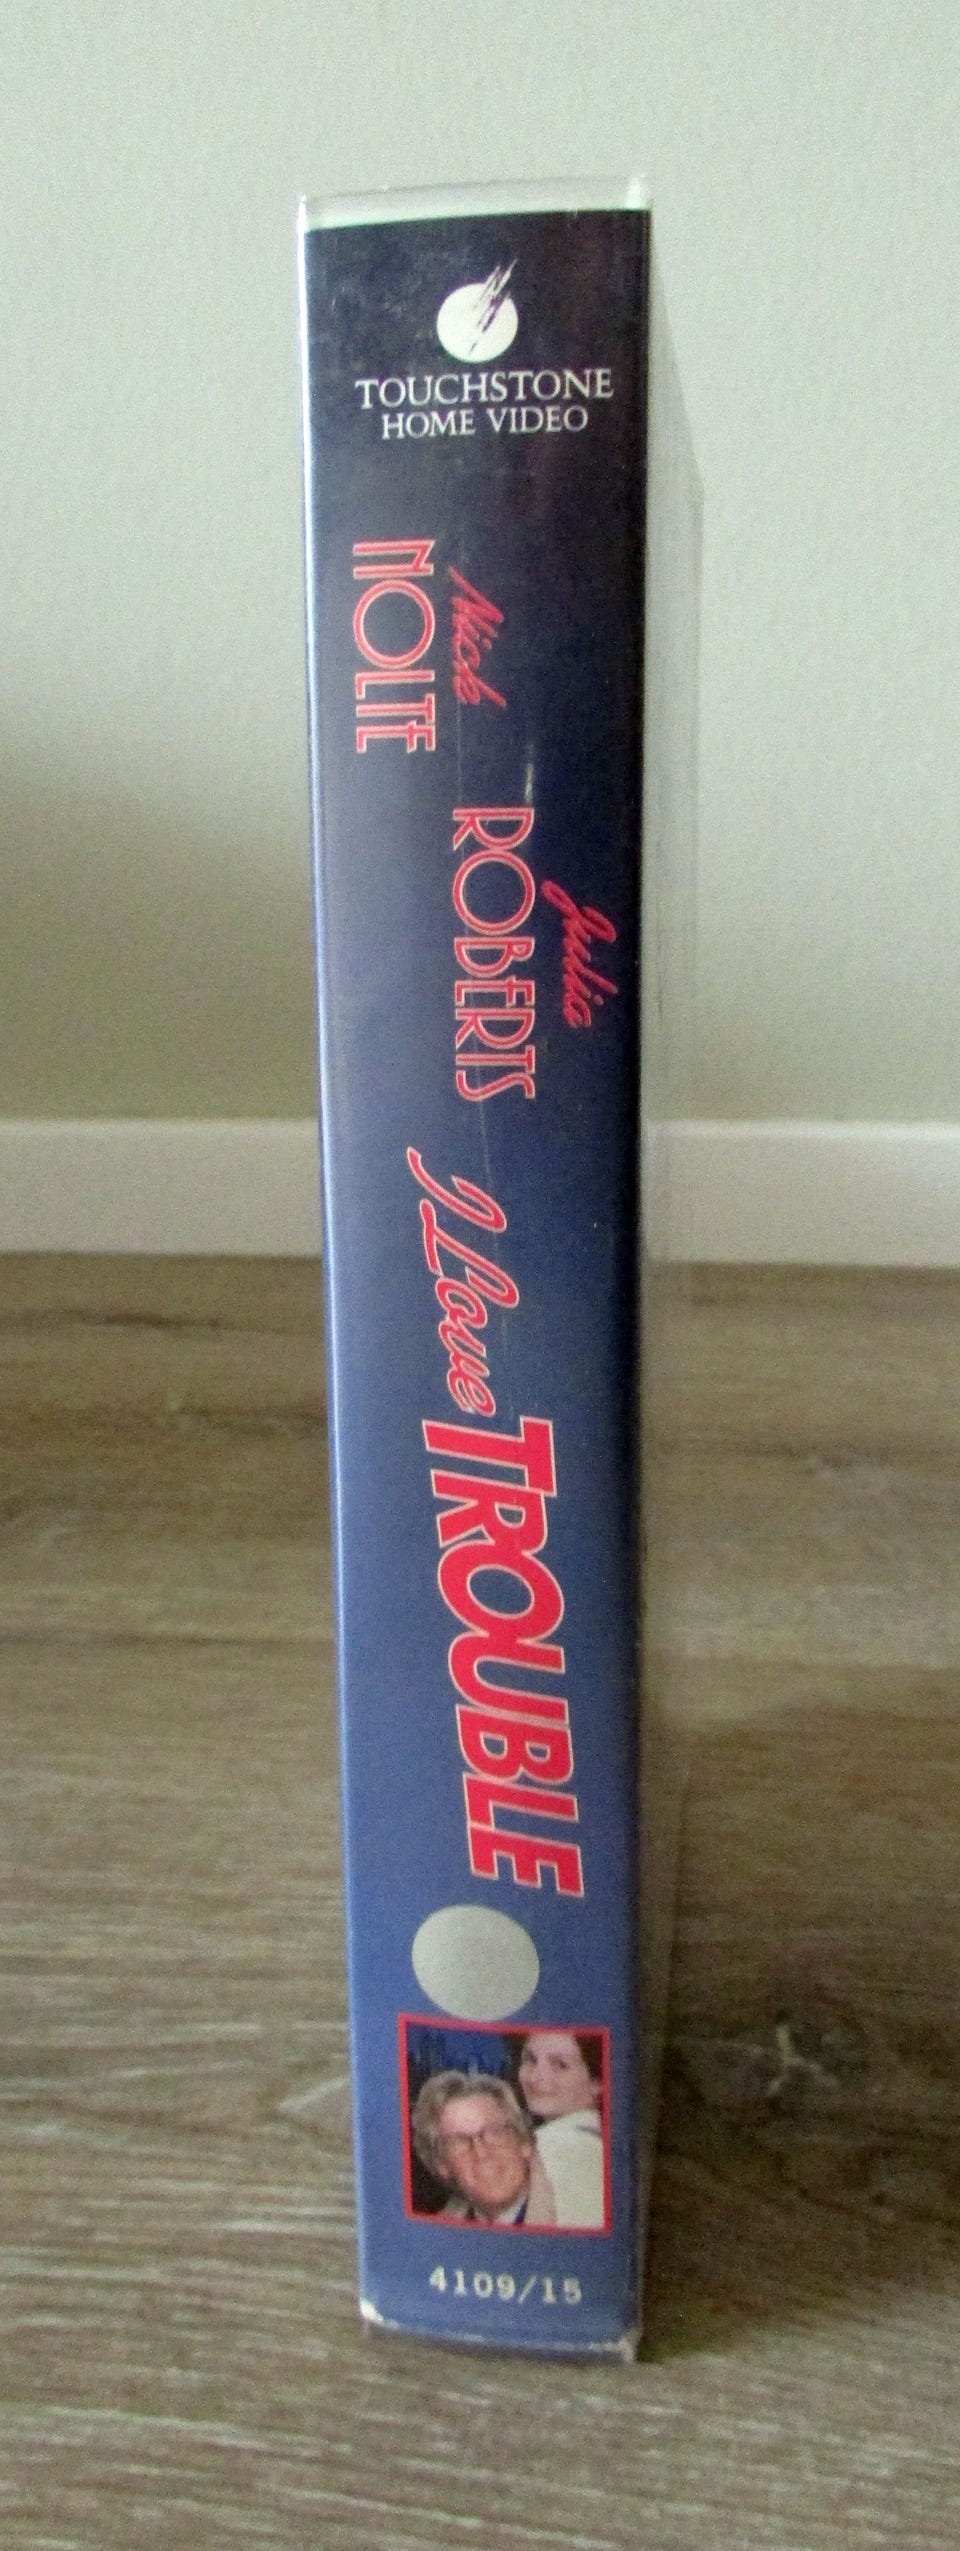 TOUCHSTONE
HOME VIDEO
Nick
NOLTE
Julia
ROBERTS
I Love
TROUBLE
4109/15